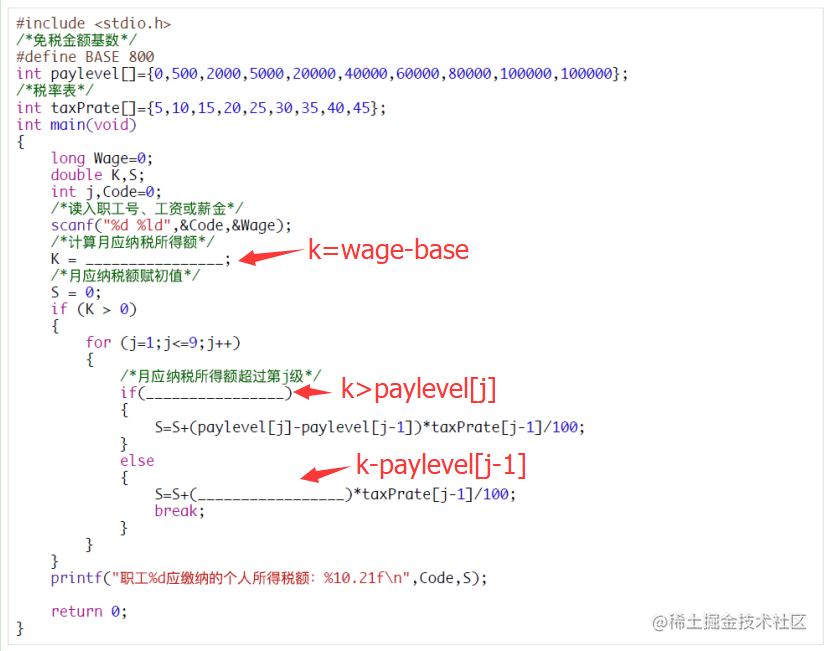 #include <stdio.h>
/*免税金额基数*/
#define BASE 800
int paylevel[]={0,500,2000,5000,20000,40000,60000,80000,100000,100000};
/*税率表*/
int taxPrate[]={5,10,15,20,25,30,35,40,45};
int main(void)
{
    long Wage=0;
    double K,S;
    int j,Code=0;
    /*读入职工号、工资或薪金*/
    scanf("%d %ld",&Code,&Wage);
    /*计算月应纳税所得额*/
    K = ________________; k=wage-base
    /*月应纳税额赋初值*/
    S = 0;
    if (K > 0)
    {
        for (j=1;j<=9;j++)
        {
            /*月应纳税所得额超过第j级*/
            if(________________) k>paylevel[j]
            {
                S=S+(paylevel[j]-paylevel[j-1])*taxPrate[j-1]/100;
            }
            else
            { k-paylevel[j-1]
                S=S+(_________________)*taxPrate[j-1]/100;
                break;
            }
        }
    }
    printf("职工%d应缴纳的个人所得税额：%10.21f\n",Code,S);
    return 0;
}
@稀土掘金技术社区